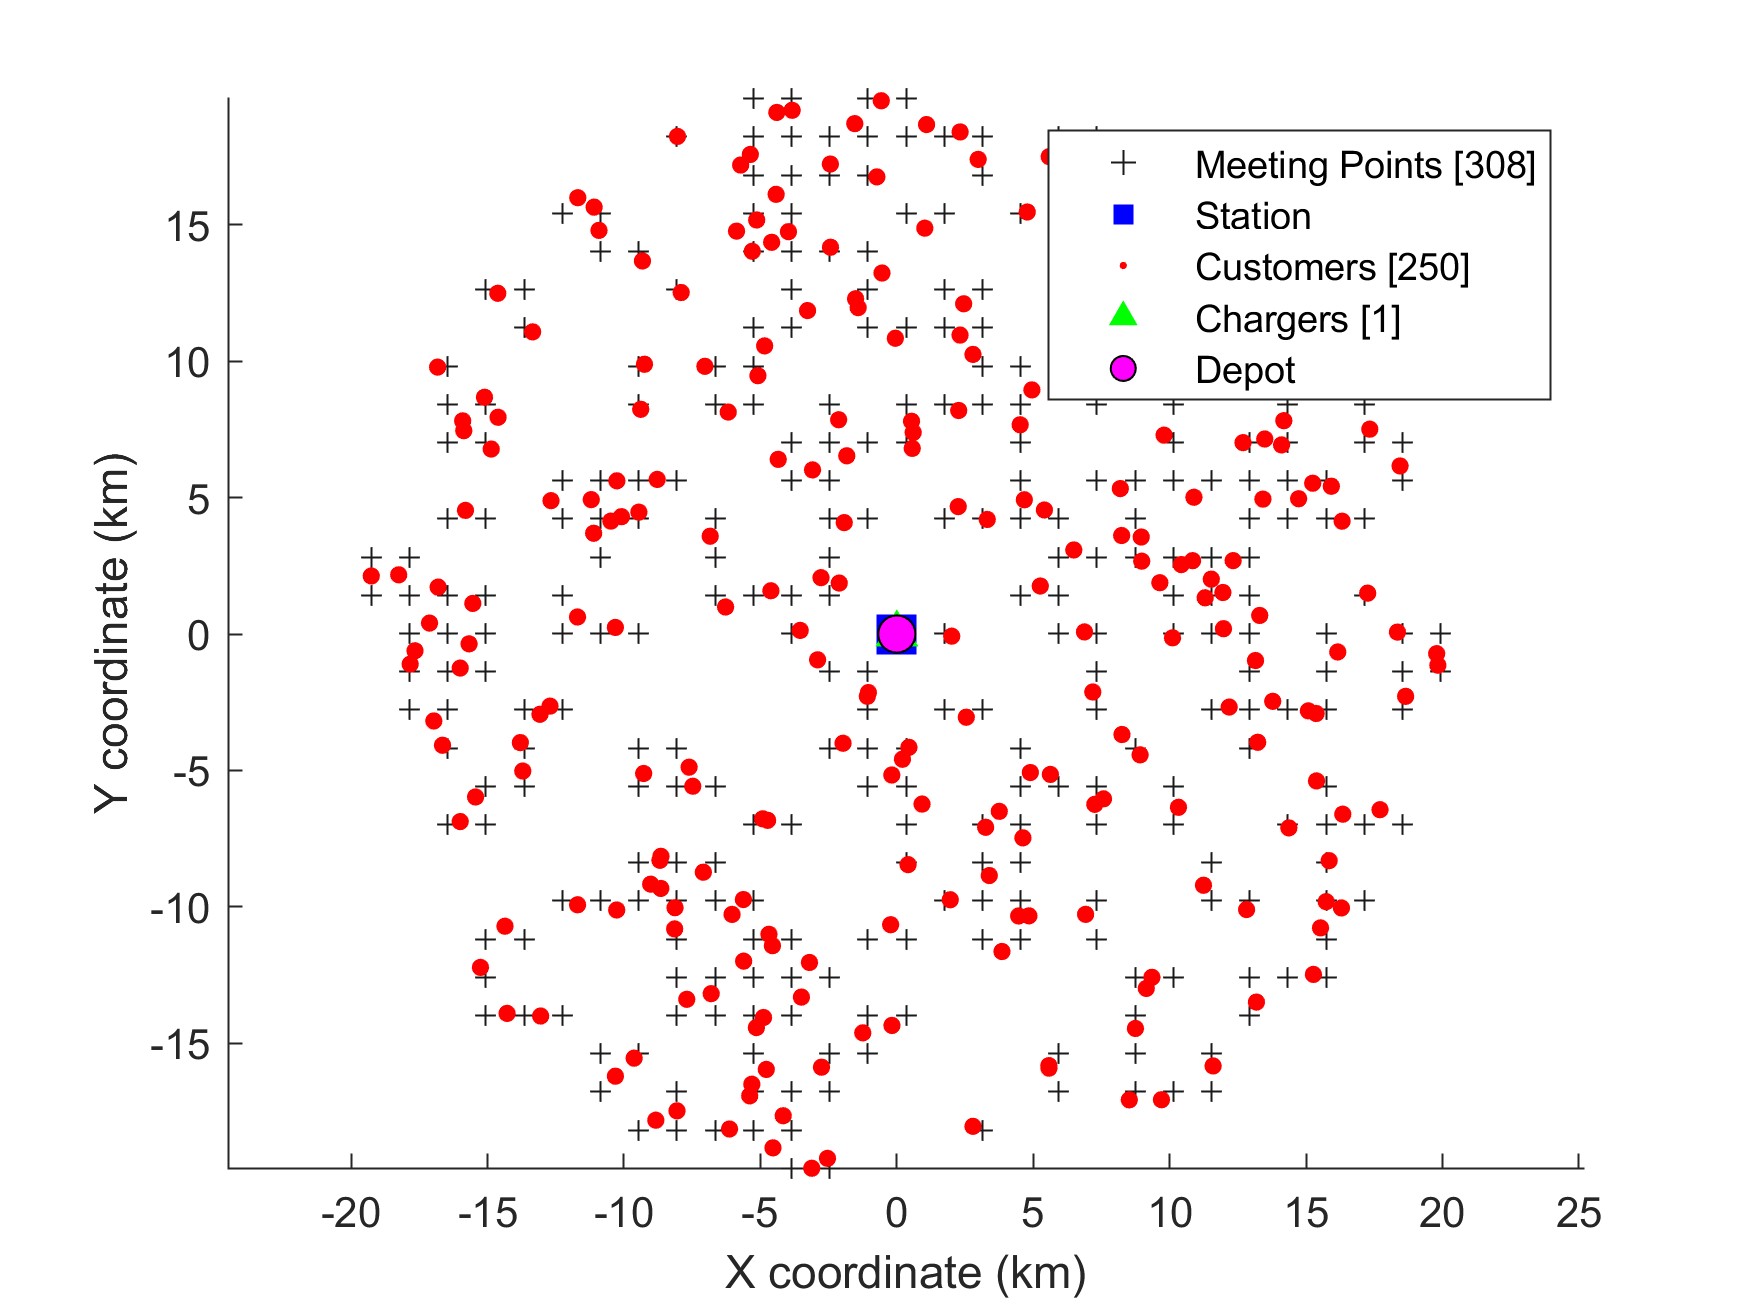 Meeting Points [308]
Station
Customers [250]
Chargers [1]
Depot
15
10
5
0
-5
-10
-15
Y coordinate (km)
-20 -15 -10 -5 0 5 10 15 20 25
X coordinate (km)